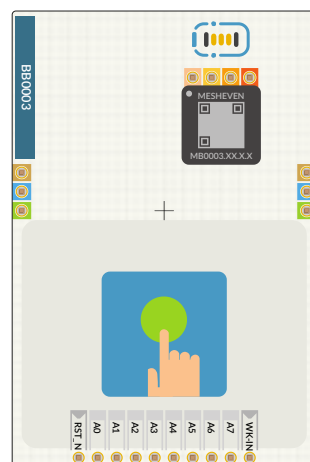 BB0003
MESHEVEN
MB0003.XX.X.X
RST_N
A0
A1
A2
A3
A4
A5
A6
A7
WK-IN